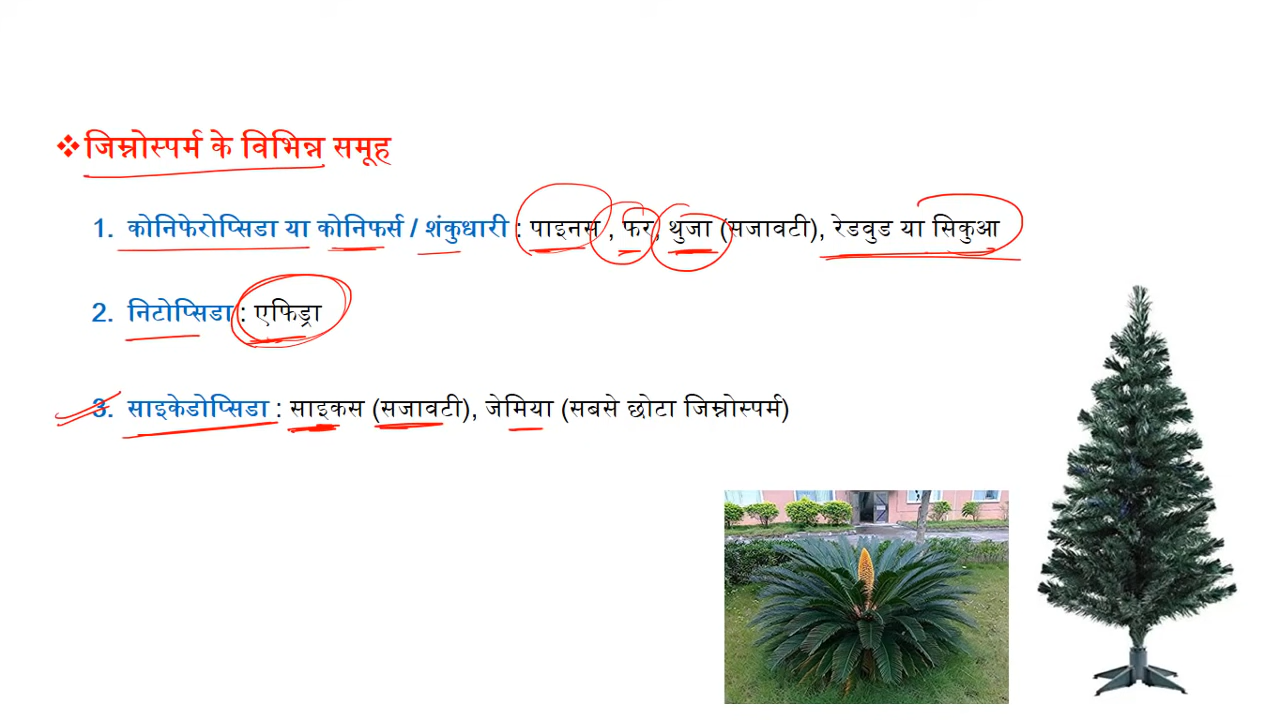 ❖ जिम्नोस्पर्म के विभिन्न समूह
1. कोनिफेरोप्सिडा या कोनिफर्स / शंकुधारी : पाइनस , फर, थुजा (सजावटी), रेडवुड या सिकुआ
2. निटोप्सिडा : एफिड्रा
3. साइकेडोप्सिडा : साइकस (सजावटी), जेमिया (सबसे छोटा जिम्नोस्पर्म)